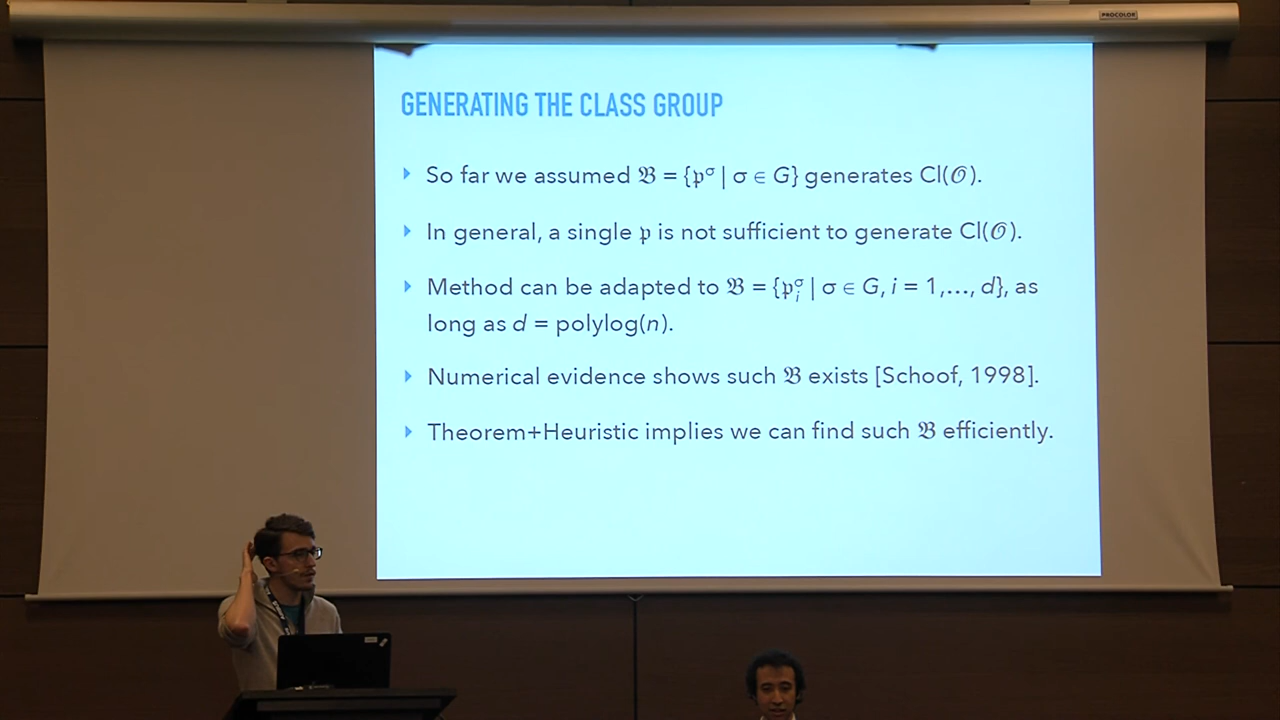 PROCOLOR
GENERATING THE CLASS GROUP
So far we assumed 𝔅 = {𝔭^σ | σ ∈ G} generates Cl(𝒪).
In general, a single 𝔭 is not sufficient to generate Cl(𝒪).
Method can be adapted to 𝔅 = {𝔭_i^σ | σ ∈ G, i = 1,..., d}, as
long as d = polylog(n).
Numerical evidence shows such 𝔅 exists [Schoof, 1998].
Theorem+Heuristic implies we can find such 𝔅 efficiently.